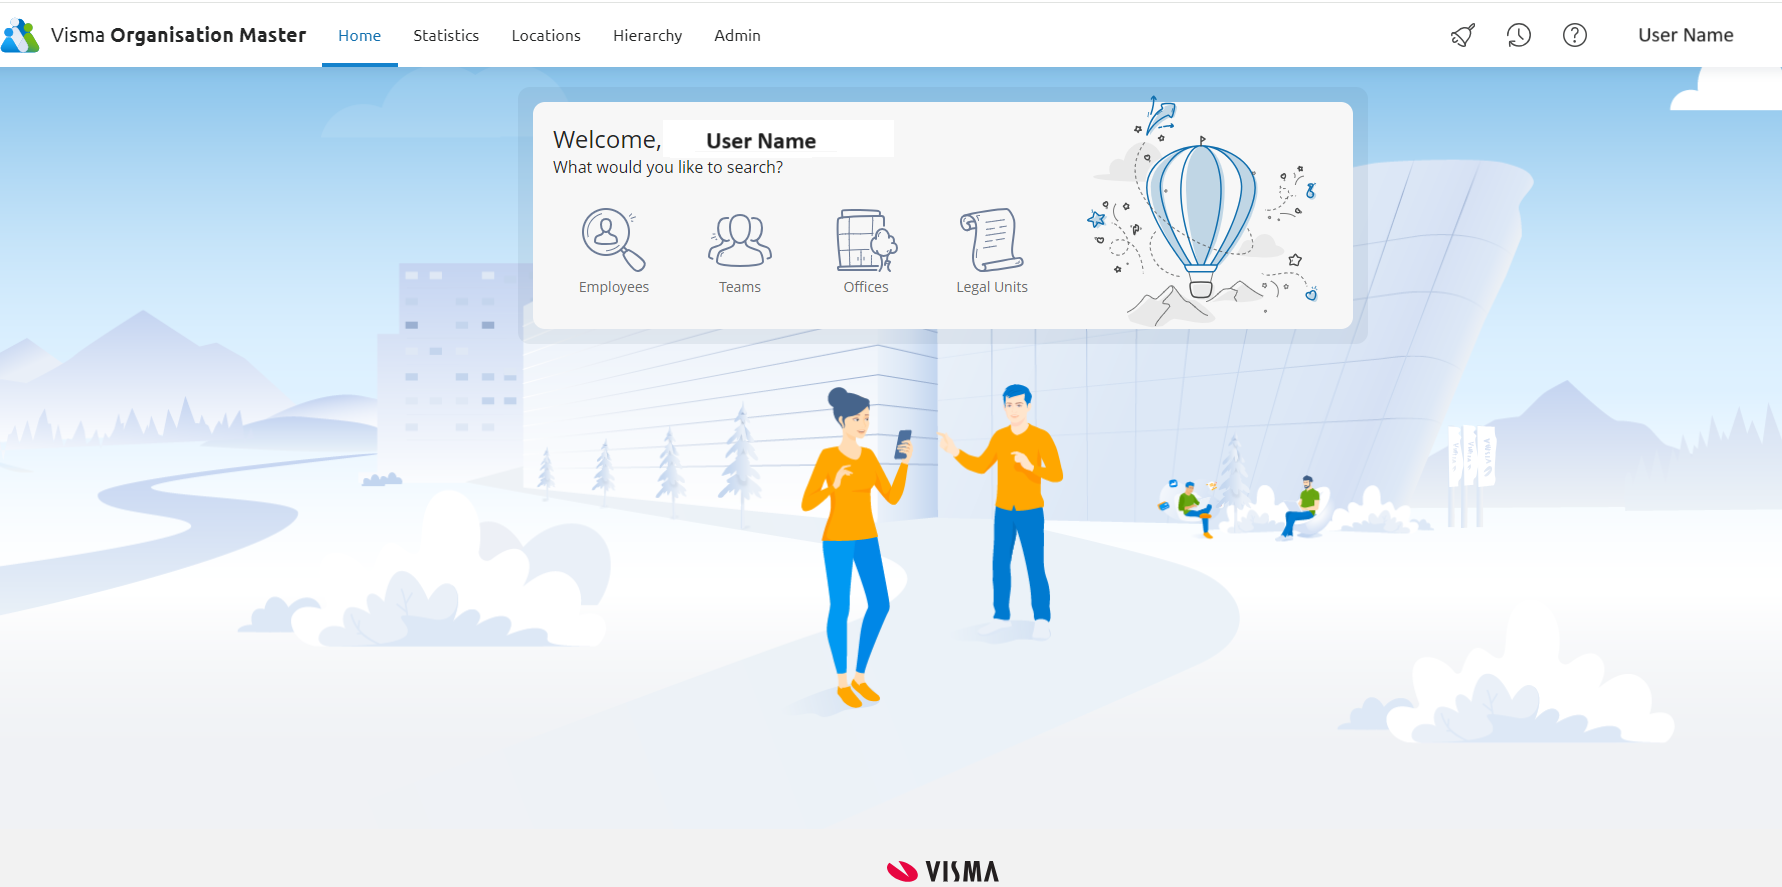 Visma Organisation Master Home Statistics Locations Hierarchy Admin User Name
Welcome, User Name
What would you like to search?
Employees Teams Offices Legal Units
VISMA